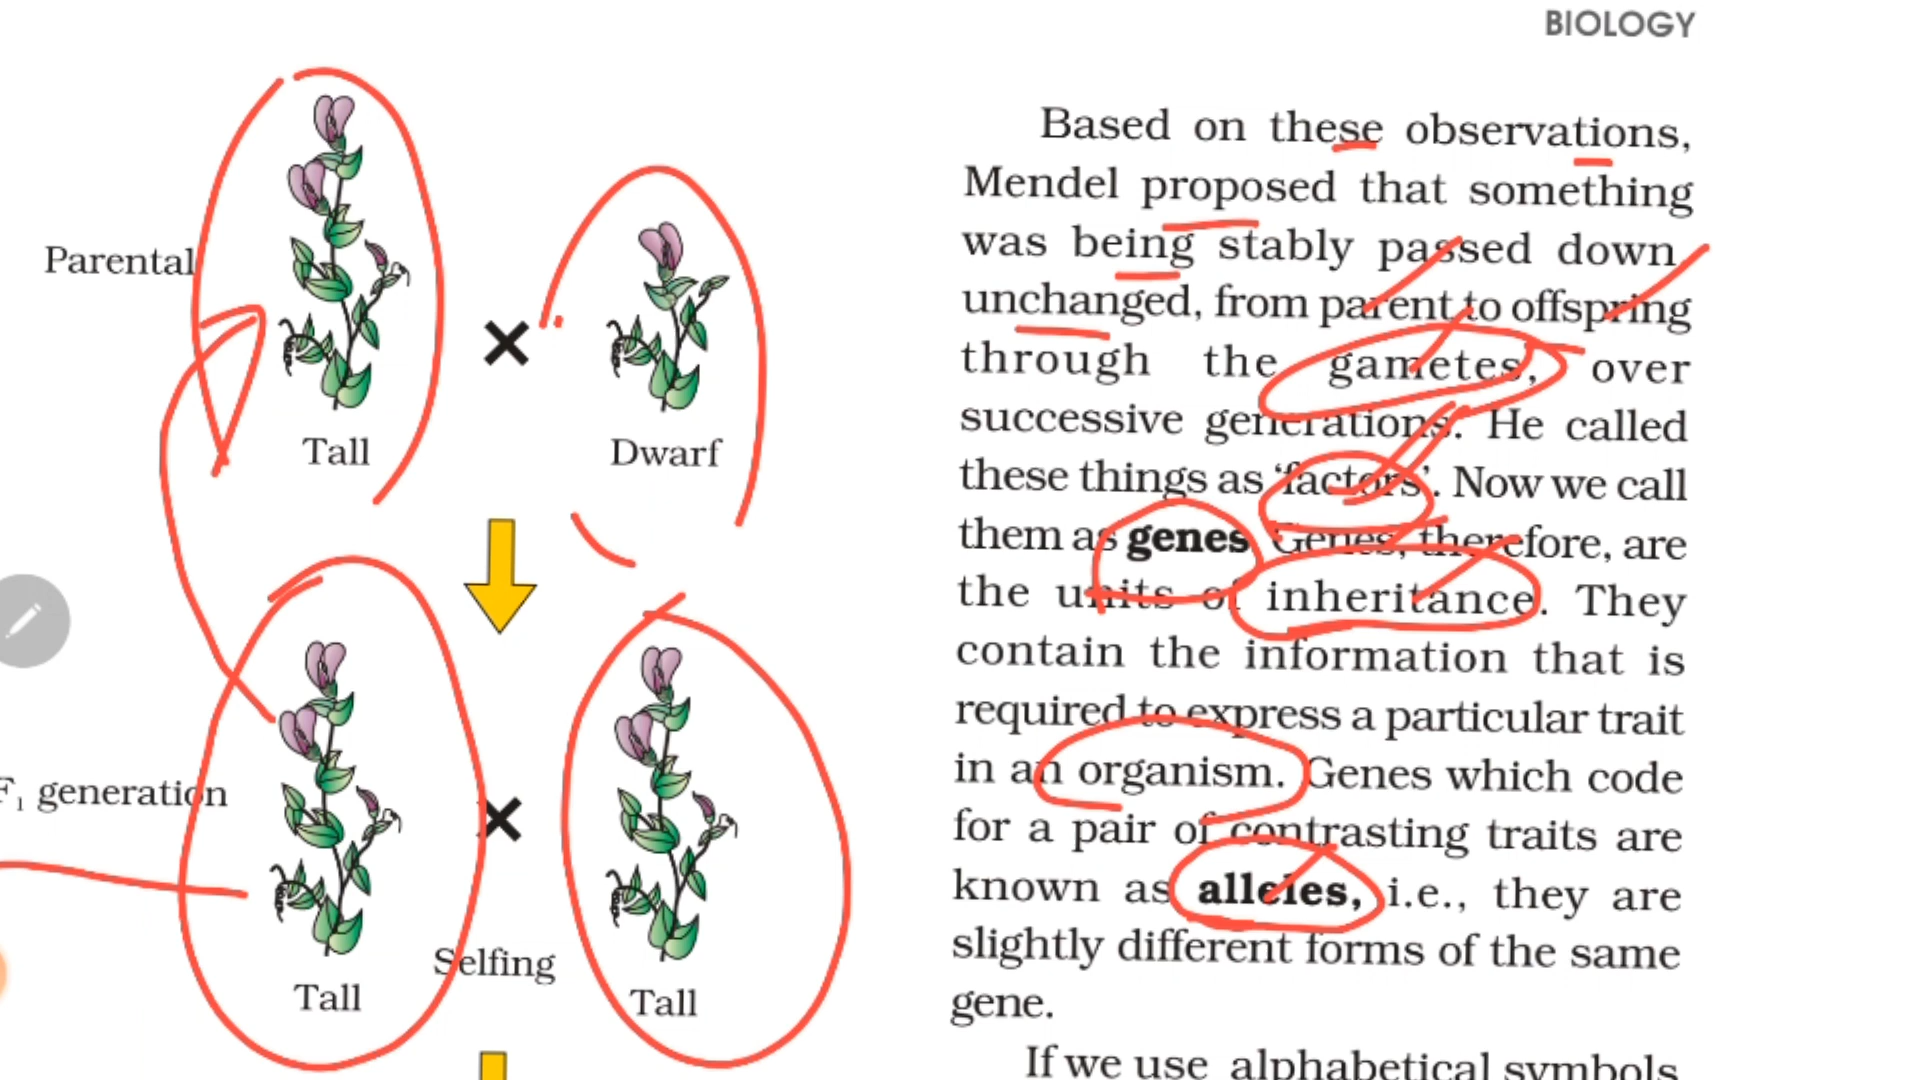 BIOLOGY
Parental
Tall
Dwarf
F1 generation
Selfing
Tall
Tall
Based on these observations,
Mendel proposed that something
was being stably passed down,
unchanged, from parent to offspring
through the gametes, over
successive generations. He called
these things as ‘factors’. Now we call
them as genes. Genes, therefore, are
the units of inheritance. They
contain the information that is
required to express a particular trait
in an organism. Genes which code
for a pair of contrasting traits are
known as alleles, i.e., they are
slightly different forms of the same
gene.
If we use alphabetical symbols